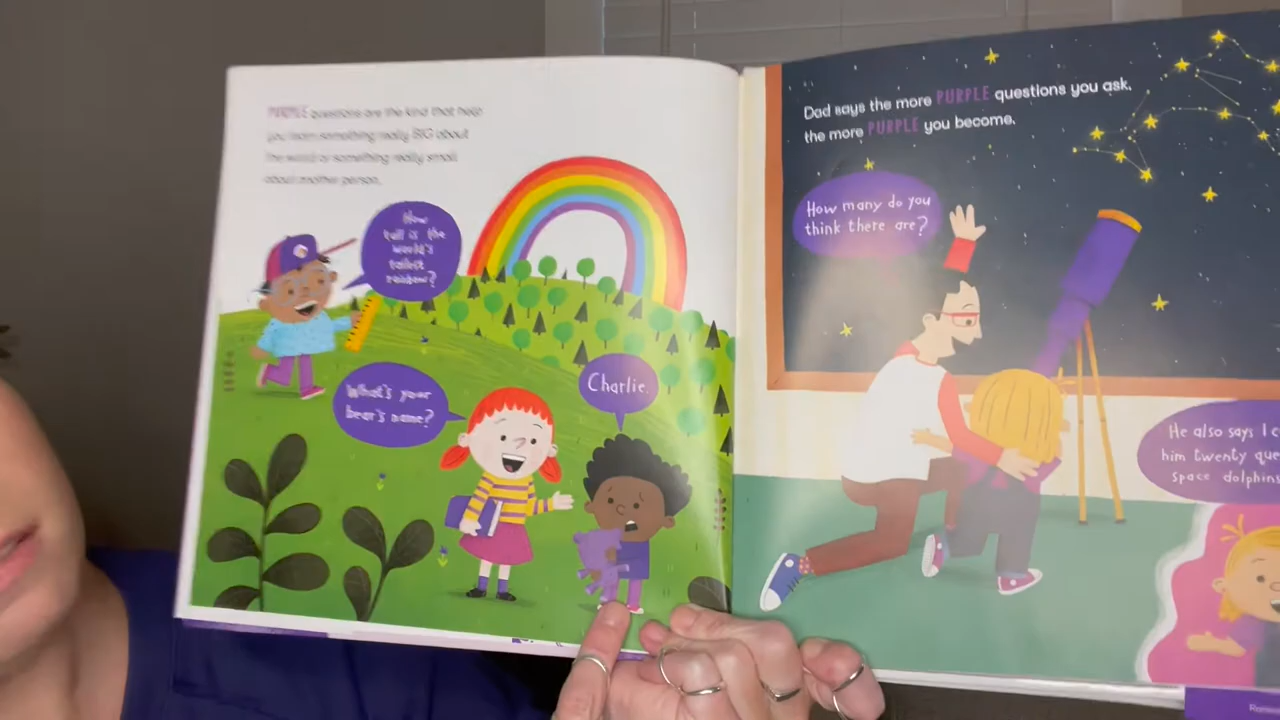 PURPLE questions are the kind that help
you learn something really BIG about
the world or something really small
about another person.
How
tall is the
world's
tallest
rainbow?
What's your
bear's name?
Charlie.
Dad says the more PURPLE questions you ask,
the more PURPLE you become.
How many do you
think there are?
He also says I
him twenty
space dolphins